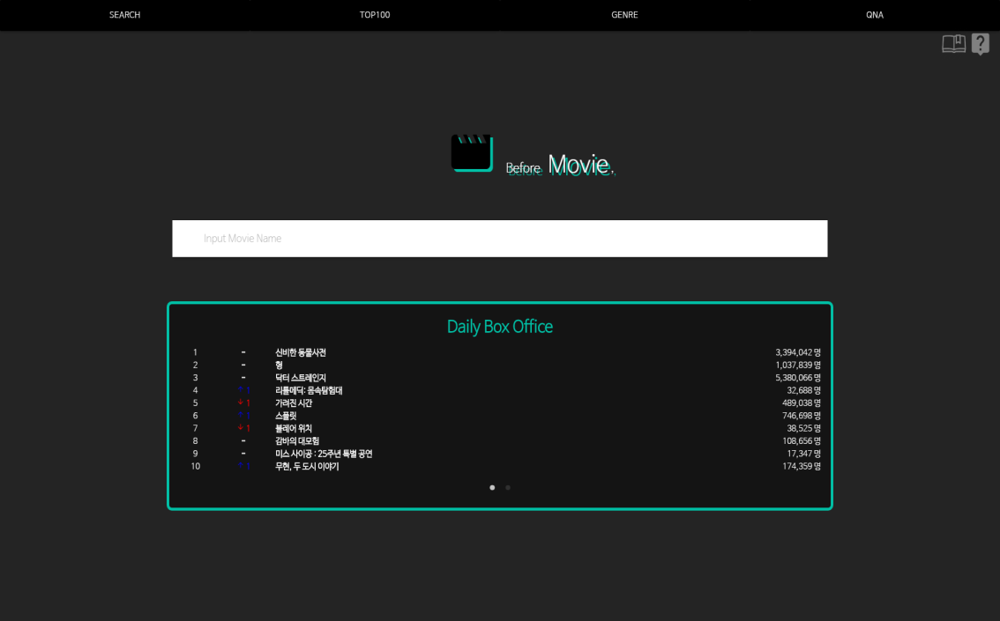 SEARCH TOP100 GENRE QNA
Before Movie.
Input Movie Name
Daily Box Office
1 - 신비한 동물사전 3,394,042 명
2 - 형 1,037,839 명
3 - 닥터 스트레인지 5,380,066 명
4 ↑ 1 리틀메딕: 몸속탐험대 32,688 명
5 ↓ 1 가려진 시간 489,038 명
6 ↑ 1 스플릿 746,698 명
7 ↓ 1 블레어 위치 38,525 명
8 - 감바의 대모험 108,656 명
9 - 미스 사이공 : 25주년 특별 공연 17,347 명
10 ↑ 1 무현, 두 도시 이야기 174,359 명